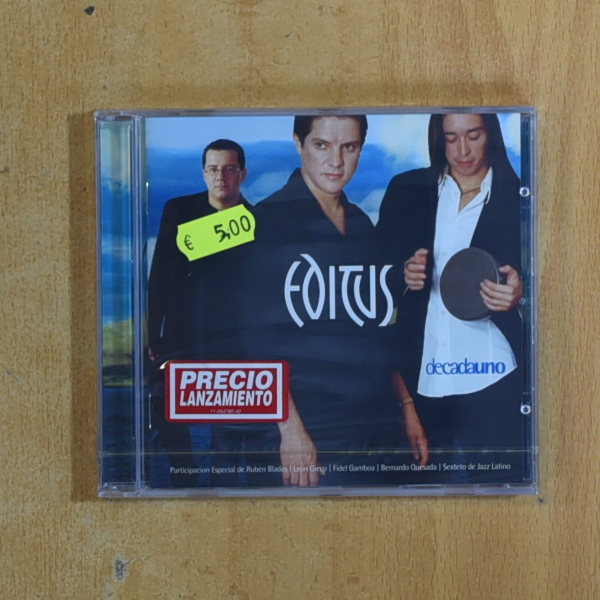 € 5,00
EDITUS
decadauno
PRECIO
LANZAMIENTO
Participacion Especial de Rubén Blades | León Gieco | Fidel Gamboa | Bernardo Quesada | Sexteto de Jazz Latino